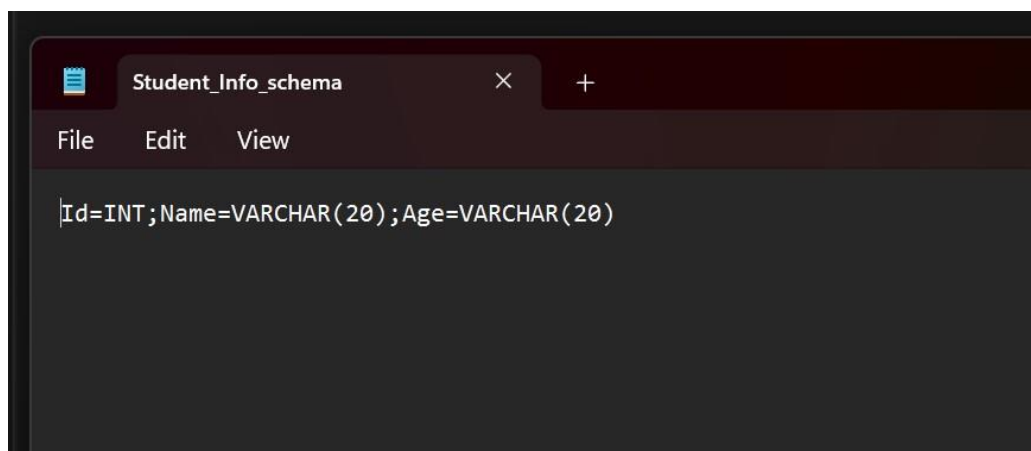 Student_Info_schema
File Edit View
Id=INT;Name=VARCHAR(20);Age=VARCHAR(20)